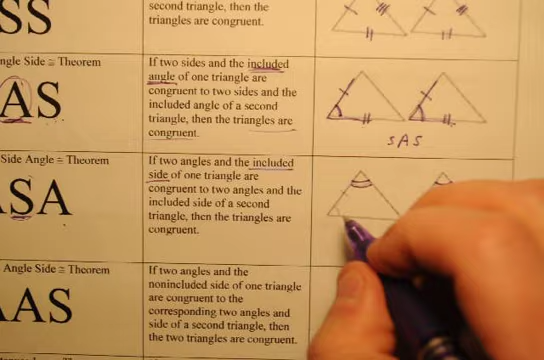 SS
second triangle, then the
triangles are congruent.
ngle Side ≅ Theorem
AS
If two sides and the included
angle of one triangle are
congruent to two sides and the
included angle of a second
triangle, then the triangles are
congruent.
SAS
Side Angle ≅ Theorem
SA
If two angles and the included
side of one triangle are
congruent to two angles and the
included side of a second
triangle, then the triangles are
congruent.
Angle Side ≅ Theorem
AAS
If two angles and the
nonincluded side of one triangle
are congruent to the
corresponding two angles and
side of a second triangle, then
the two triangles are congruent.